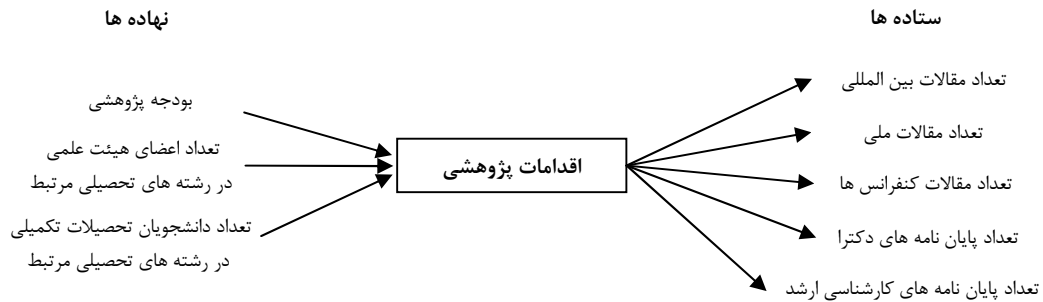 ستاده ها
نهاده ها
تعداد مقالات بین المللی
تعداد مقالات ملی
تعداد مقالات کنفرانس ها
تعداد پایان نامه های دکترا
تعداد پایان نامه های کارشناسی ارشد
اقدامات پژوهشی
بودجه پژوهشی
تعداد اعضای هیئت علمی
در رشته های تحصیلی مرتبط
تعداد دانشجویان تحصیلات تکمیلی
در رشته های تحصیلی مرتبط